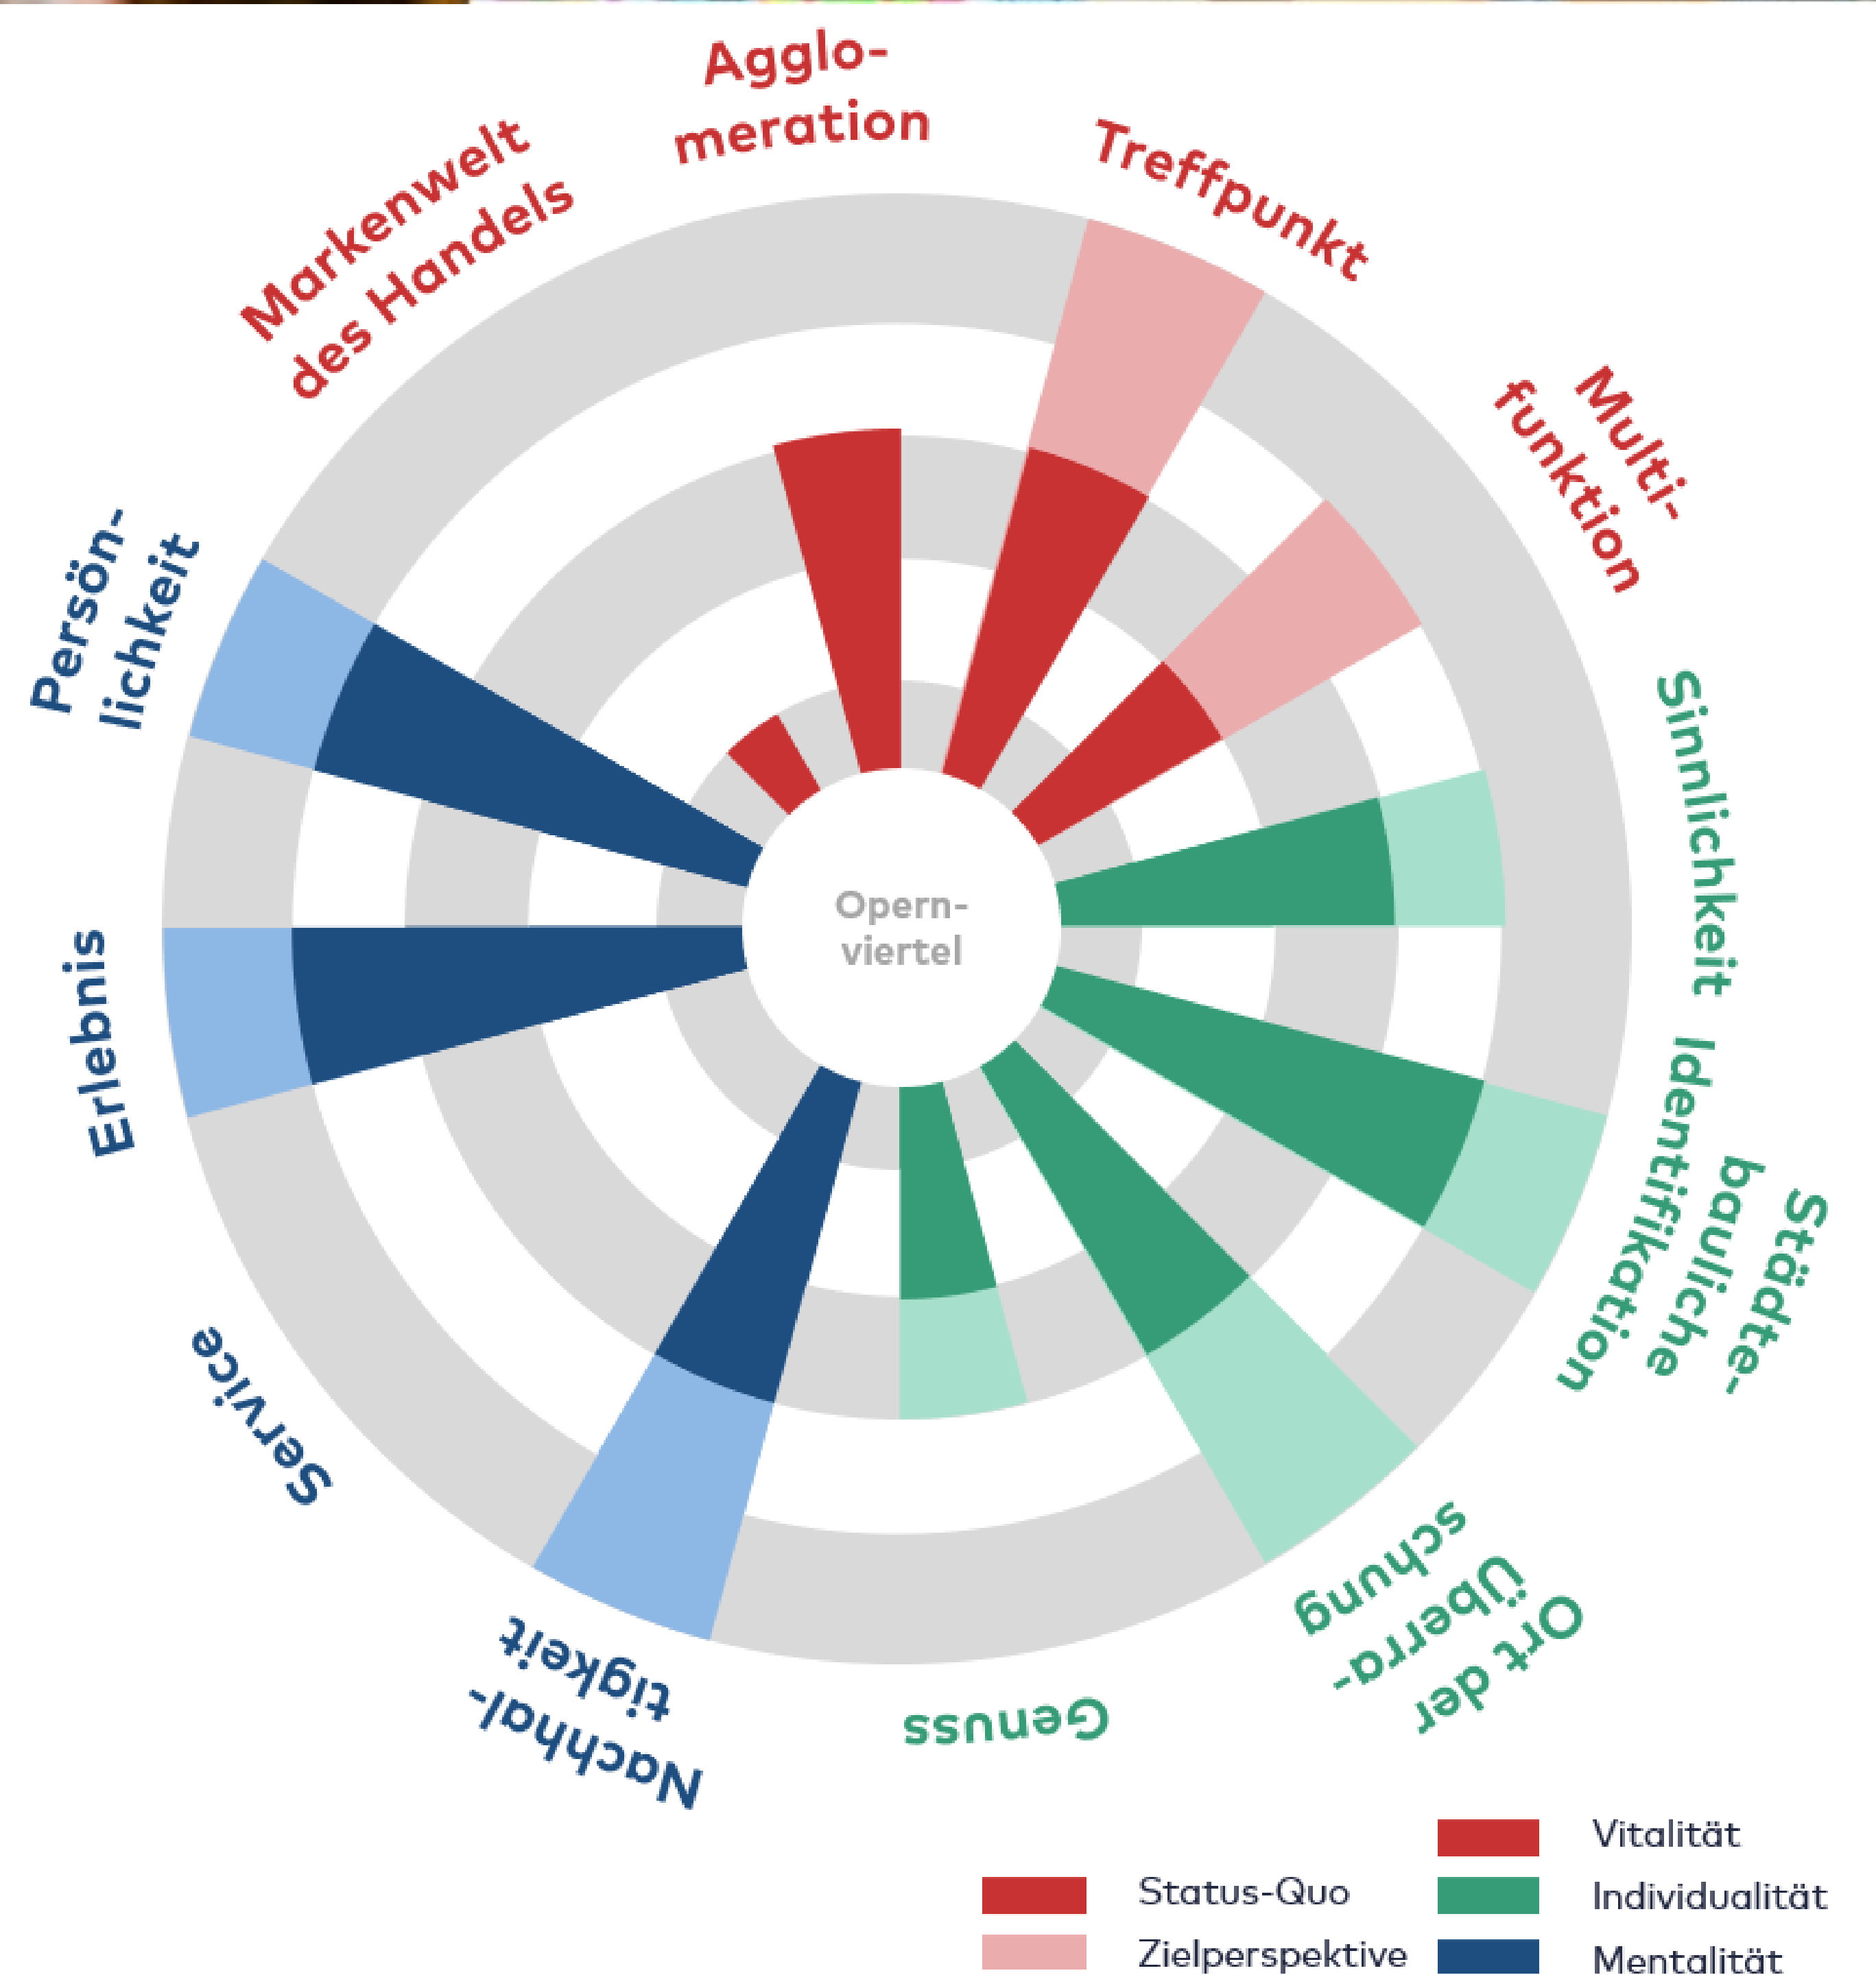 Agglo-
meration
Treffpunkt
Multi-
funktion
Sinnlichkeit
Städte-
bauliche
Identifikation
Ort der
Überra-
schung
Genuss
Nachhal-
tigkeit
Service
Erlebnis
Persön-
lichkeit
Markenwelt
des Handels
Opern-
viertel
Status-Quo
Zielperspektive
Vitalität
Individualität
Mentalität